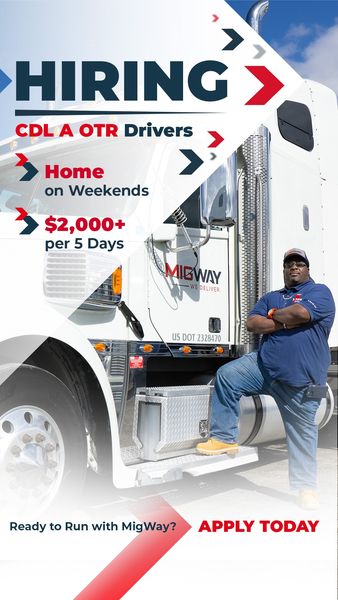 HIRING
CDL A OTR Drivers
Home
on Weekends
$2,000+
per 5 Days
MIGWAY
WE DELIVER.
US DOT 2328470
Ready to Run with MigWay?
APPLY TODAY